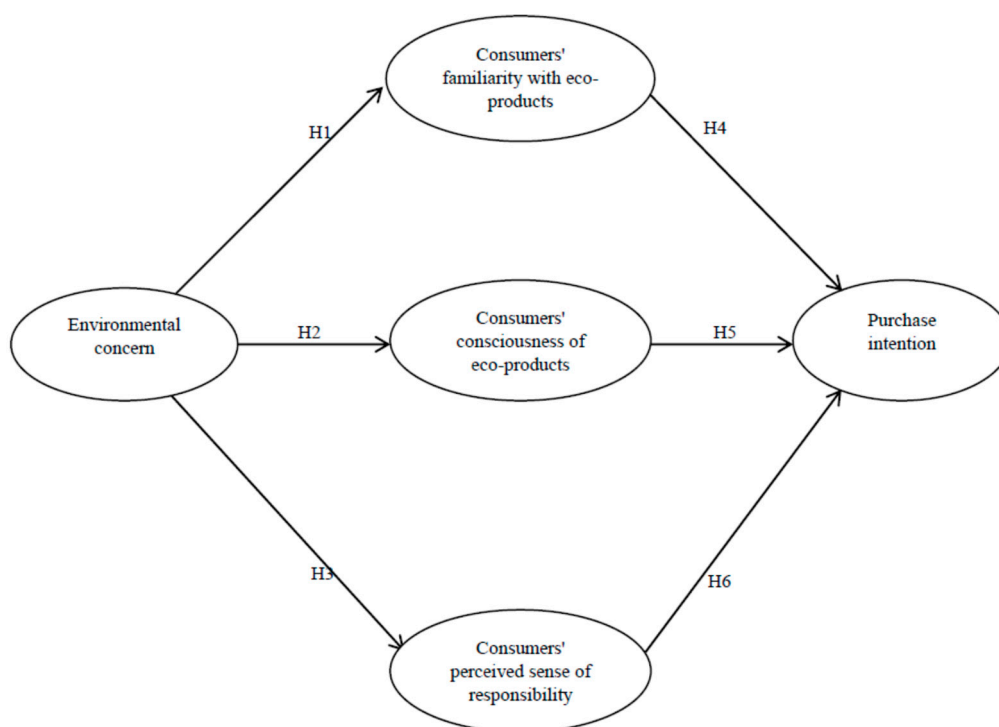 Consumers'
familiarity with eco-
products
H1
H4
Environmental
concern
H2
Consumers'
consciousness of
eco-products
H5
Purchase
intention
H3
H6
Consumers'
perceived sense of
responsibility